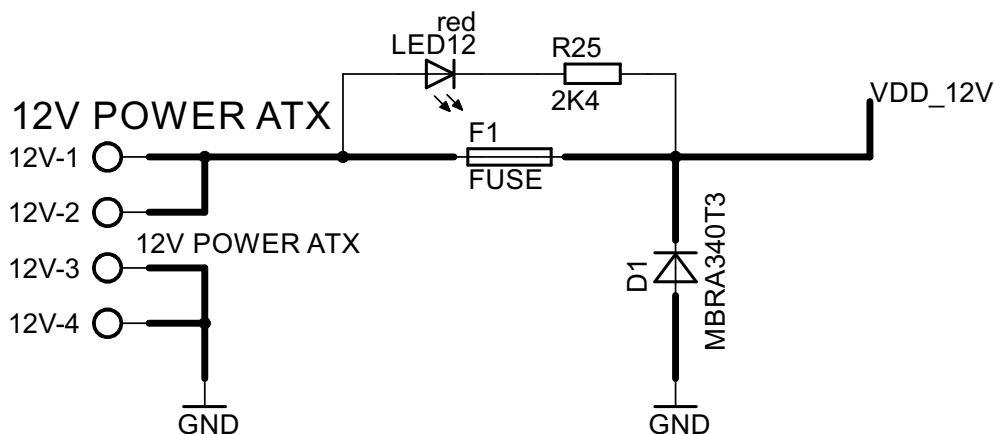 red
LED12
R25
2K4
VDD_12V
12V POWER ATX
F1
12V-1
FUSE
12V-2
12V POWER ATX
12V-3
D1
MBRA340T3
12V-4
GND
GND